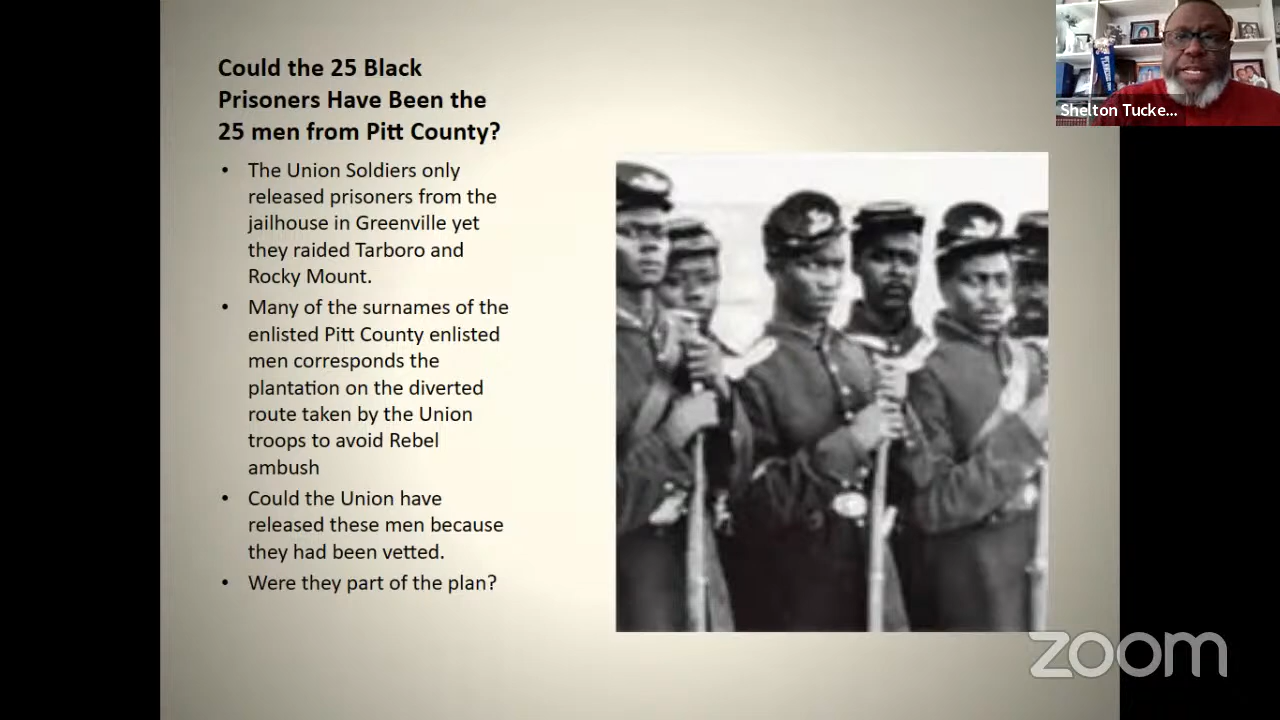 Could the 25 Black
Prisoners Have Been the
25 men from Pitt County?
• The Union Soldiers only
released prisoners from the
jailhouse in Greenville yet
they raided Tarboro and
Rocky Mount.
• Many of the surnames of the
enlisted Pitt County enlisted
men corresponds the
plantation on the diverted
route taken by the Union
troops to avoid Rebel
ambush
• Could the Union have
released these men because
they had been vetted.
• Were they part of the plan?
Shelton Tucke...
zoom